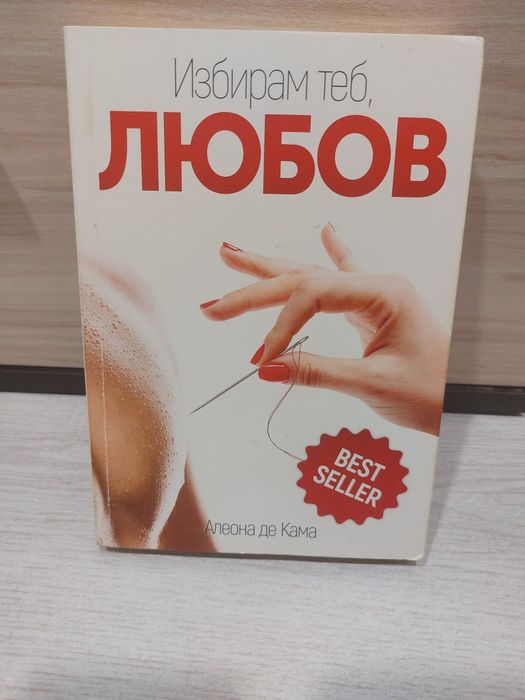 Избирам теб,
ЛЮБОВ
BEST
SELLER
Алеона де Кама